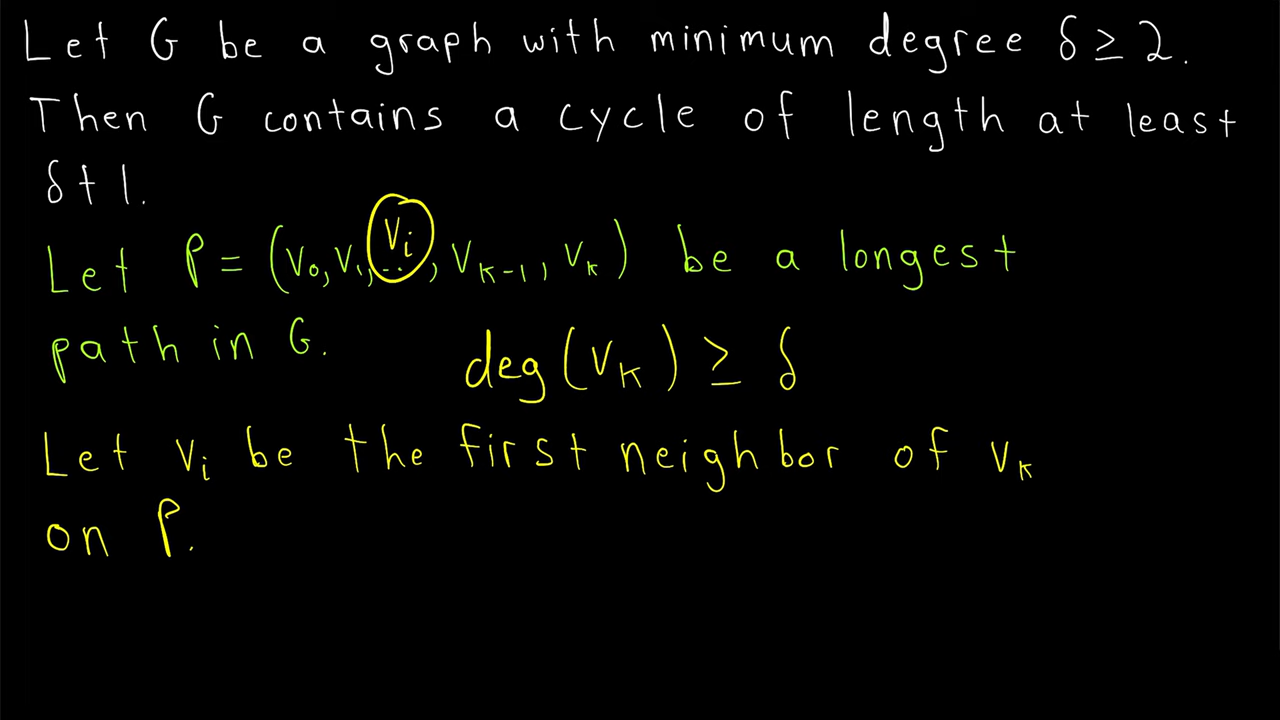 Let G be a graph with minimum degree δ ≥ 2.
Then G contains a cycle of length at least
δ+1.
Let P = (v₀, v₁, ... vᵢ, vₖ₋₁, vₖ) be a longest
path in G. deg(vₖ) ≥ δ
Let vᵢ be the first neighbor of vₖ
on P.